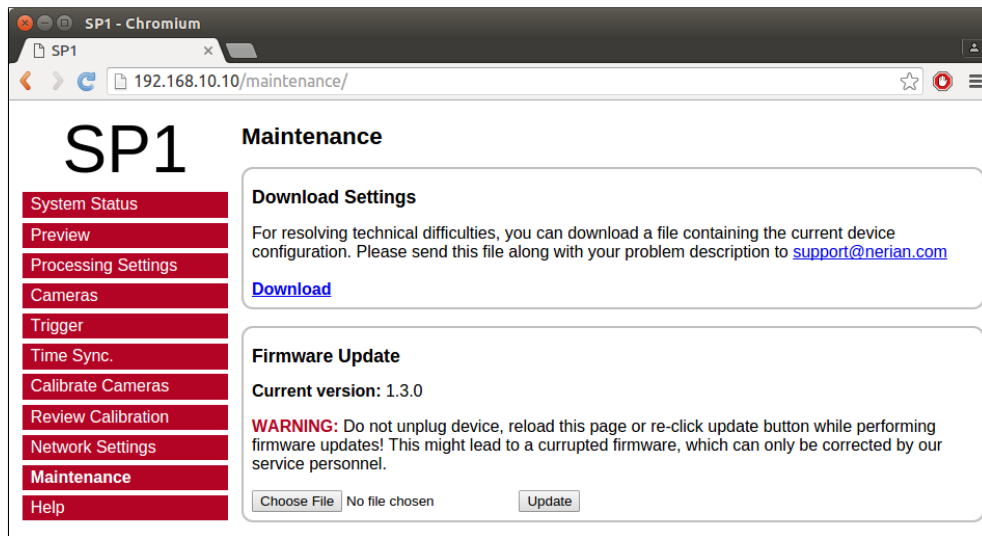 SP1 - Chromium
SP1
192.168.10.10/maintenance/
SP1
System Status
Preview
Processing Settings
Cameras
Trigger
Time Sync.
Calibrate Cameras
Review Calibration
Network Settings
Maintenance
Help
Maintenance
Download Settings
For resolving technical difficulties, you can download a file containing the current device
configuration. Please send this file along with your problem description to support@nerian.com
Download
Firmware Update
Current version: 1.3.0
WARNING: Do not unplug device, reload this page or re-click update button while performing
firmware updates! This might lead to a currupted firmware, which can only be corrected by our
service personnel.
Choose File No file chosen Update